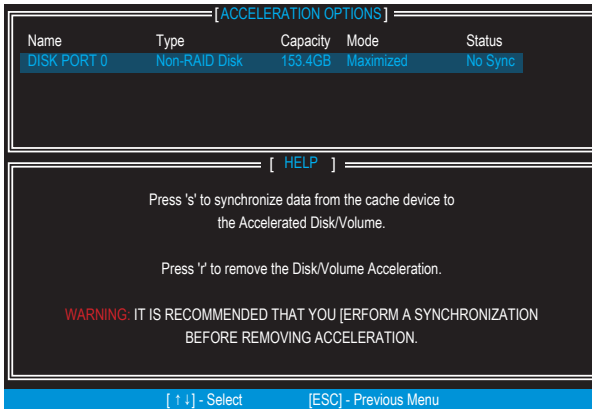 [ACCELERATION OPTIONS]
Name Type Capacity Mode Status
DISK PORT 0 Non-RAID Disk 153.4GB Maximized No Sync
[ HELP ]
Press 's' to synchronize data from the cache device to
the Accelerated Disk/Volume.
Press 'r' to remove the Disk/Volume Acceleration.
WARNING: IT IS RECOMMENDED THAT YOU [ERFORM A SYNCHRONIZATION
BEFORE REMOVING ACCELERATION.
[ ↑↓] - Select [ESC] - Previous Menu